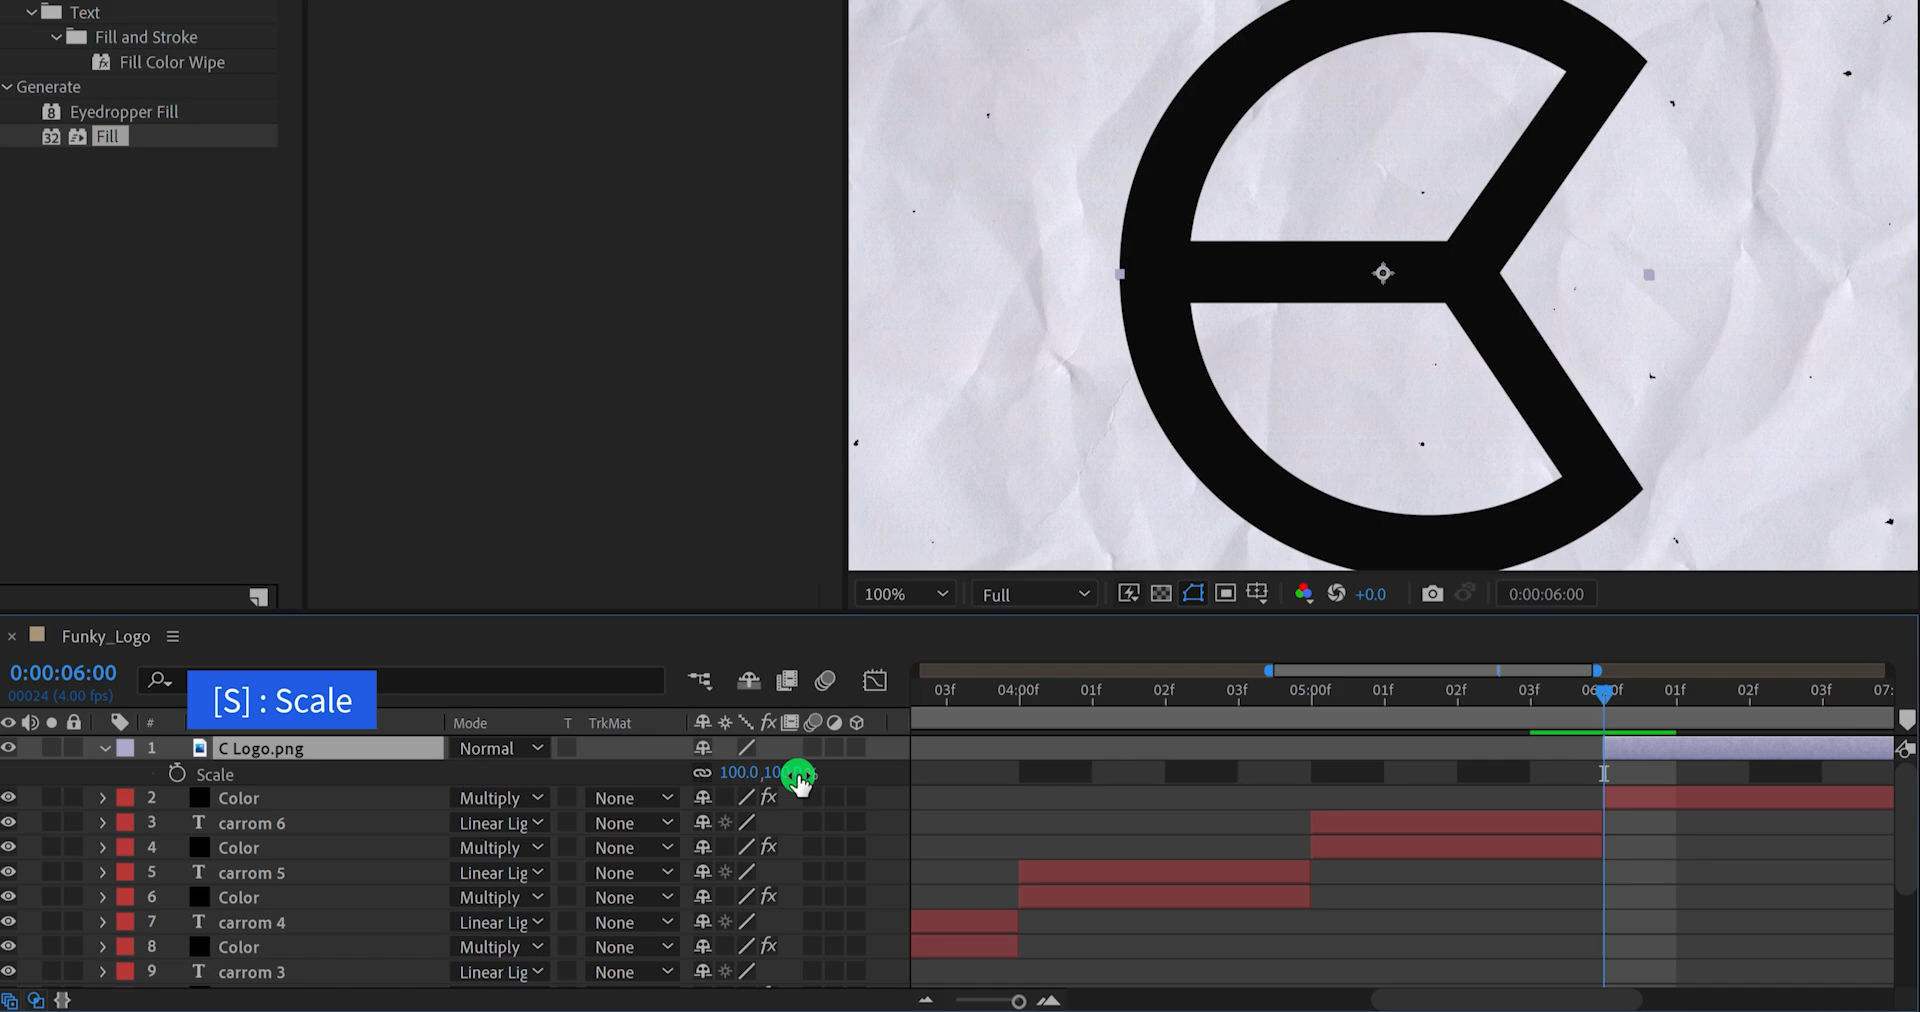 Text
Fill and Stroke
Fill Color Wipe
Generate
8 Eyedropper Fill
32 Fill
100% Full +0.0 0:00:06:00
× Funky_Logo
0:00:06:00
00024 (4.00 fps)
[S] : Scale
03f 04:00f 01f 02f 03f 05:00f 01f 02f 03f 01f 02f 03f 07:
# Mode T TrkMat fx
1 C Logo.png Normal
Scale 100.0
2 Color Multiply None fx
3 T carrom 6 Linear Lig None
4 Color Multiply None fx
5 T carrom 5 Linear Lig None
6 Color Multiply None fx
7 T carrom 4 Linear Lig None
8 Color Multiply None fx
9 T carrom 3 Linear Lig None